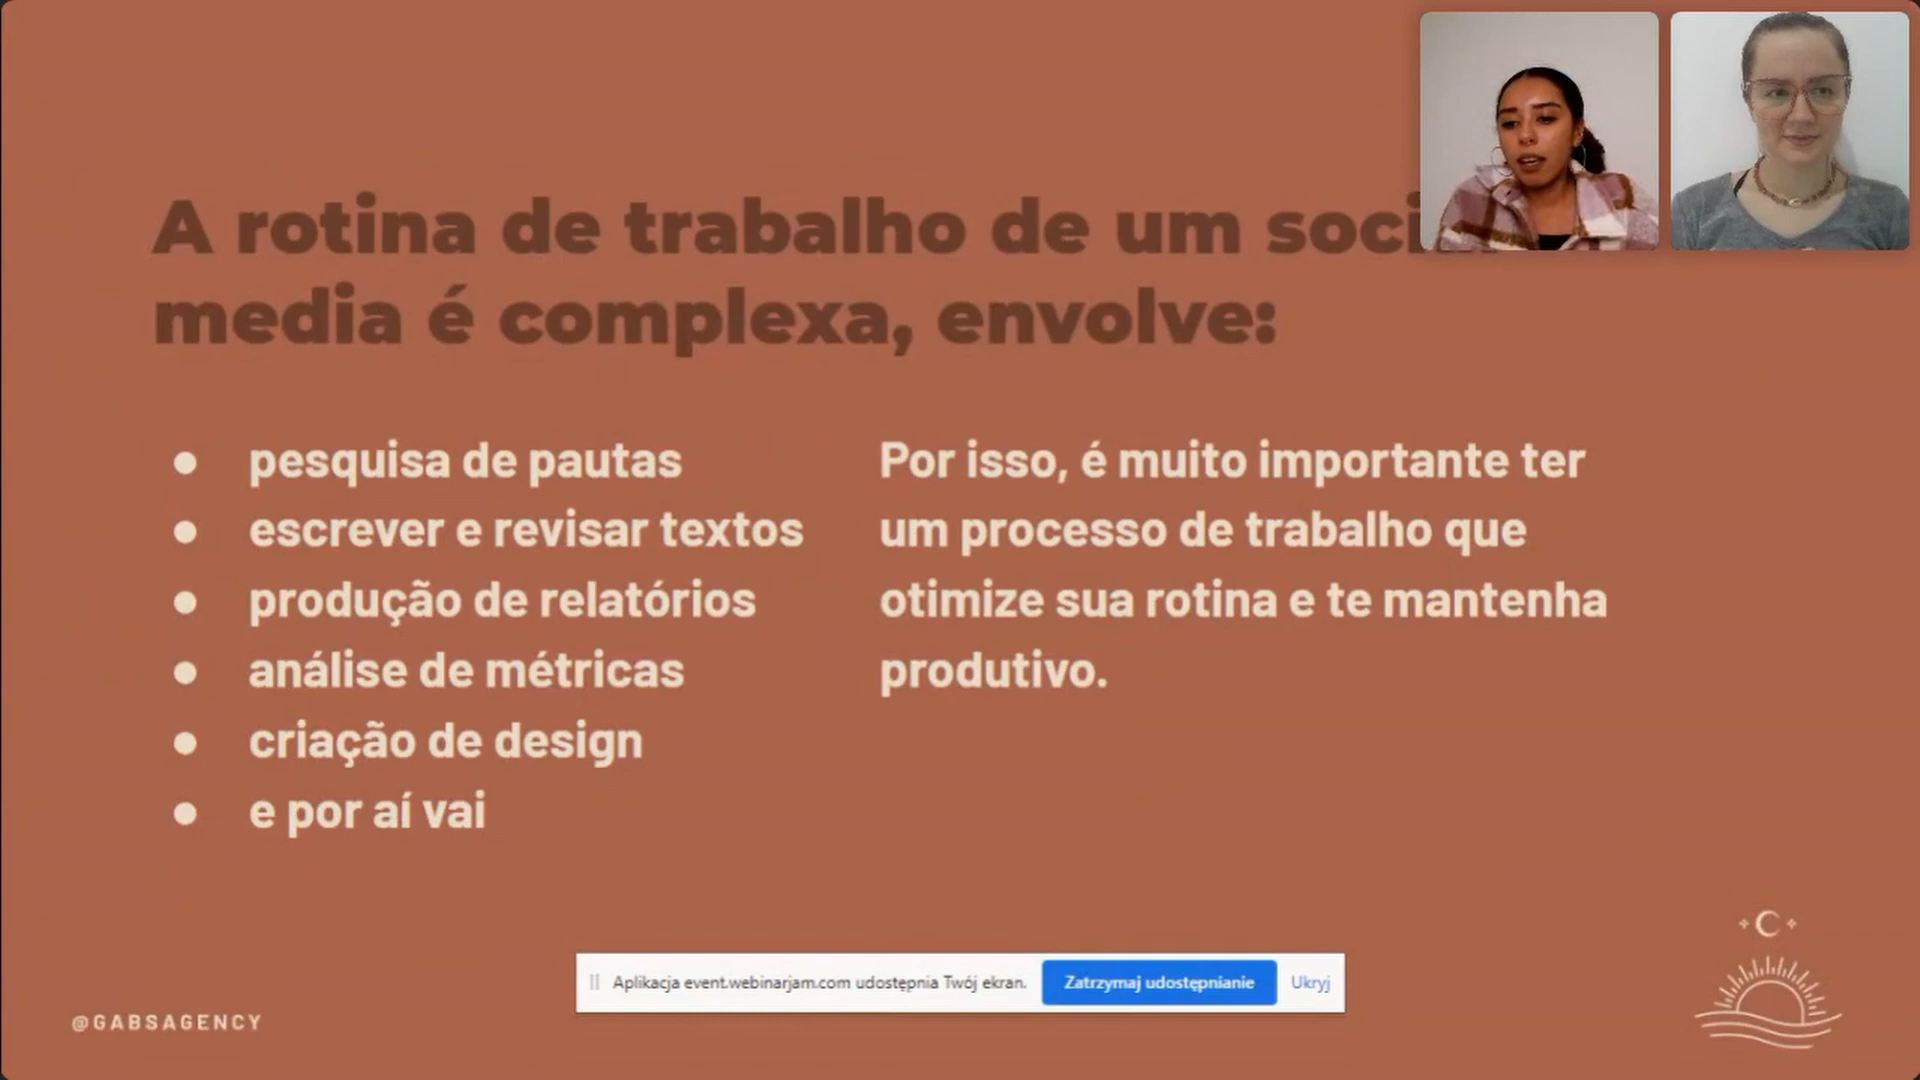 A rotina de trabalho de um soci
media é complexa, envolve:
● pesquisa de pautas
● escrever e revisar textos
● produção de relatórios
● análise de métricas
● criação de design
● e por aí vai
Por isso, é muito importante ter
um processo de trabalho que
otimize sua rotina e te mantenha
produtivo.
Aplikacja event.webinarjam.com udostępnia Twój ekran. Zatrzymaj udostępnianie Ukryj
@GABSAGENCY